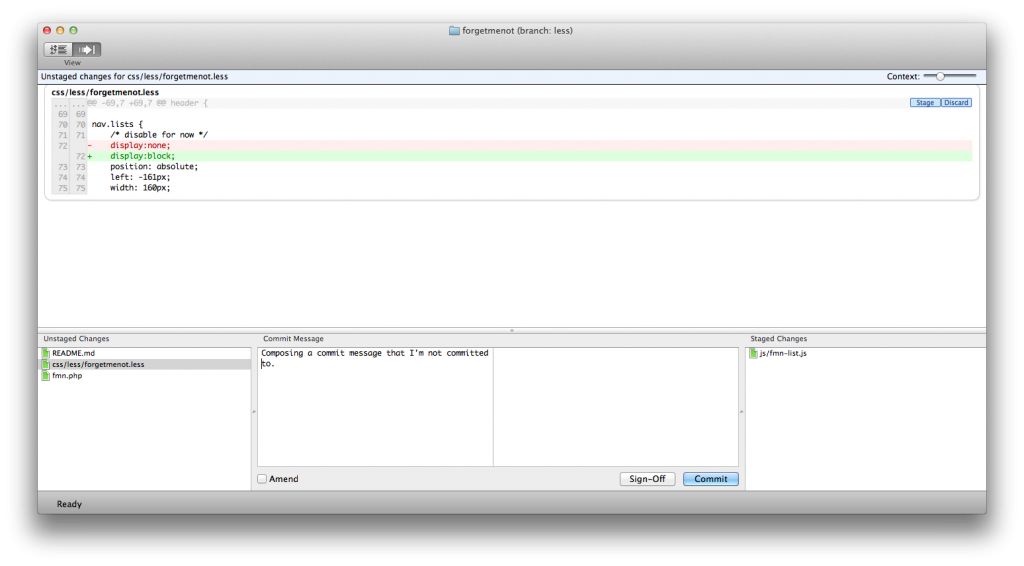 forgetmenot (branch: less)
View
Unstaged changes for css/less/forgetmenot.less
Context:
css/less/forgetmenot.less
... ... @@ -69,7 +69,7 @@ header {
Stage Discard
69 69
70 70 nav.lists {
71 71 /* disable for now */
72 - display:none;
72 + display:block;
73 73 position: absolute;
74 74 left: -161px;
75 75 width: 160px;
Unstaged Changes
README.md
css/less/forgetmenot.less
fmn.php
Commit Message
Composing a commit message that I'm not committed
to.
Amend
Sign-Off
Commit
Staged Changes
js/fmn-list.js
Ready